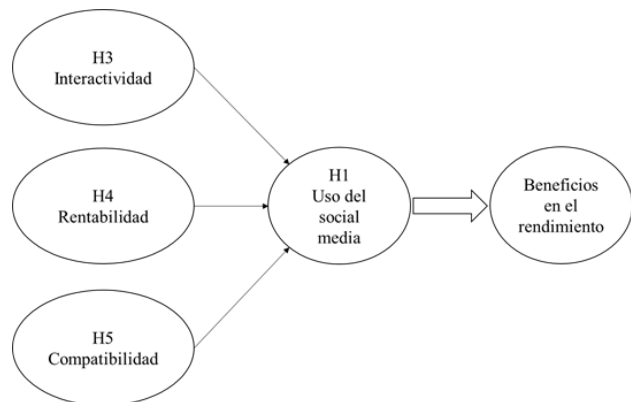 H3
Interactividad
H4
Rentabilidad
H5
Compatibilidad
H1
Uso del
social
media
Beneficios
en el
rendimiento